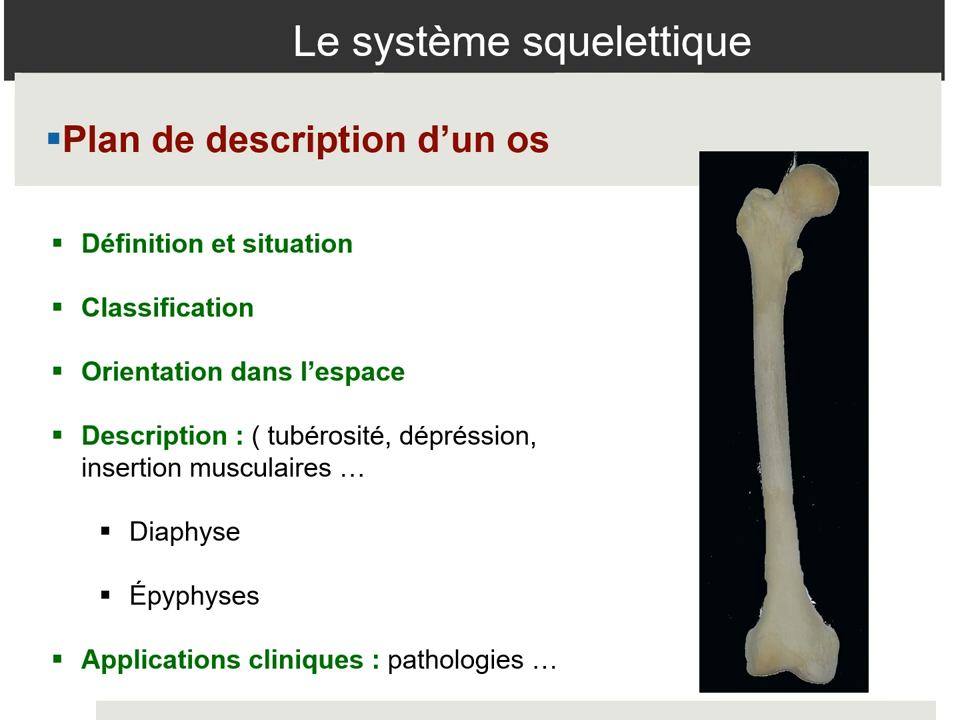 Le système squelettique
▪Plan de description d’un os
▪ Définition et situation
▪ Classification
▪ Orientation dans l’espace
▪ Description : ( tubérosité, dépréssion,
insertion musculaires …
▪ Diaphyse
▪ Épyphyses
▪ Applications cliniques : pathologies …